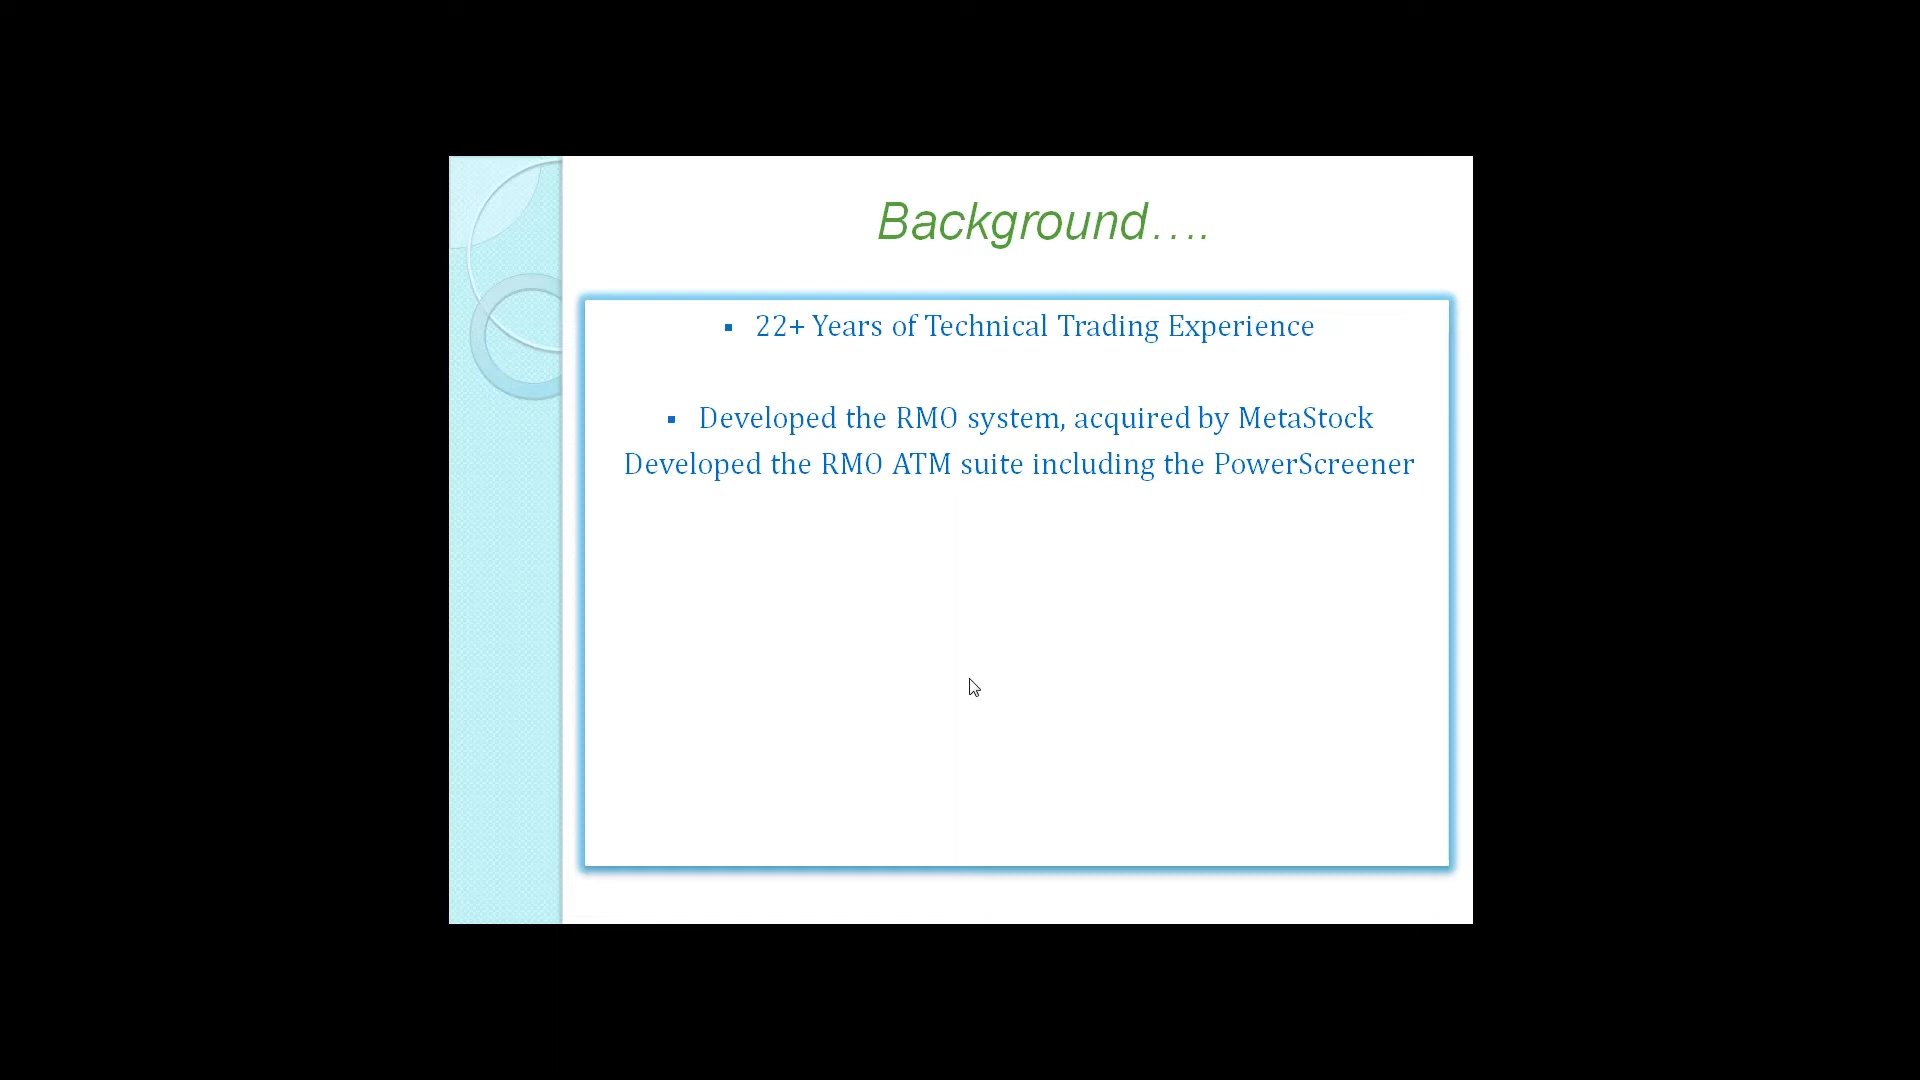 Background....
▪ 22+ Years of Technical Trading Experience
▪ Developed the RMO system, acquired by MetaStock
Developed the RMO ATM suite including the PowerScreener